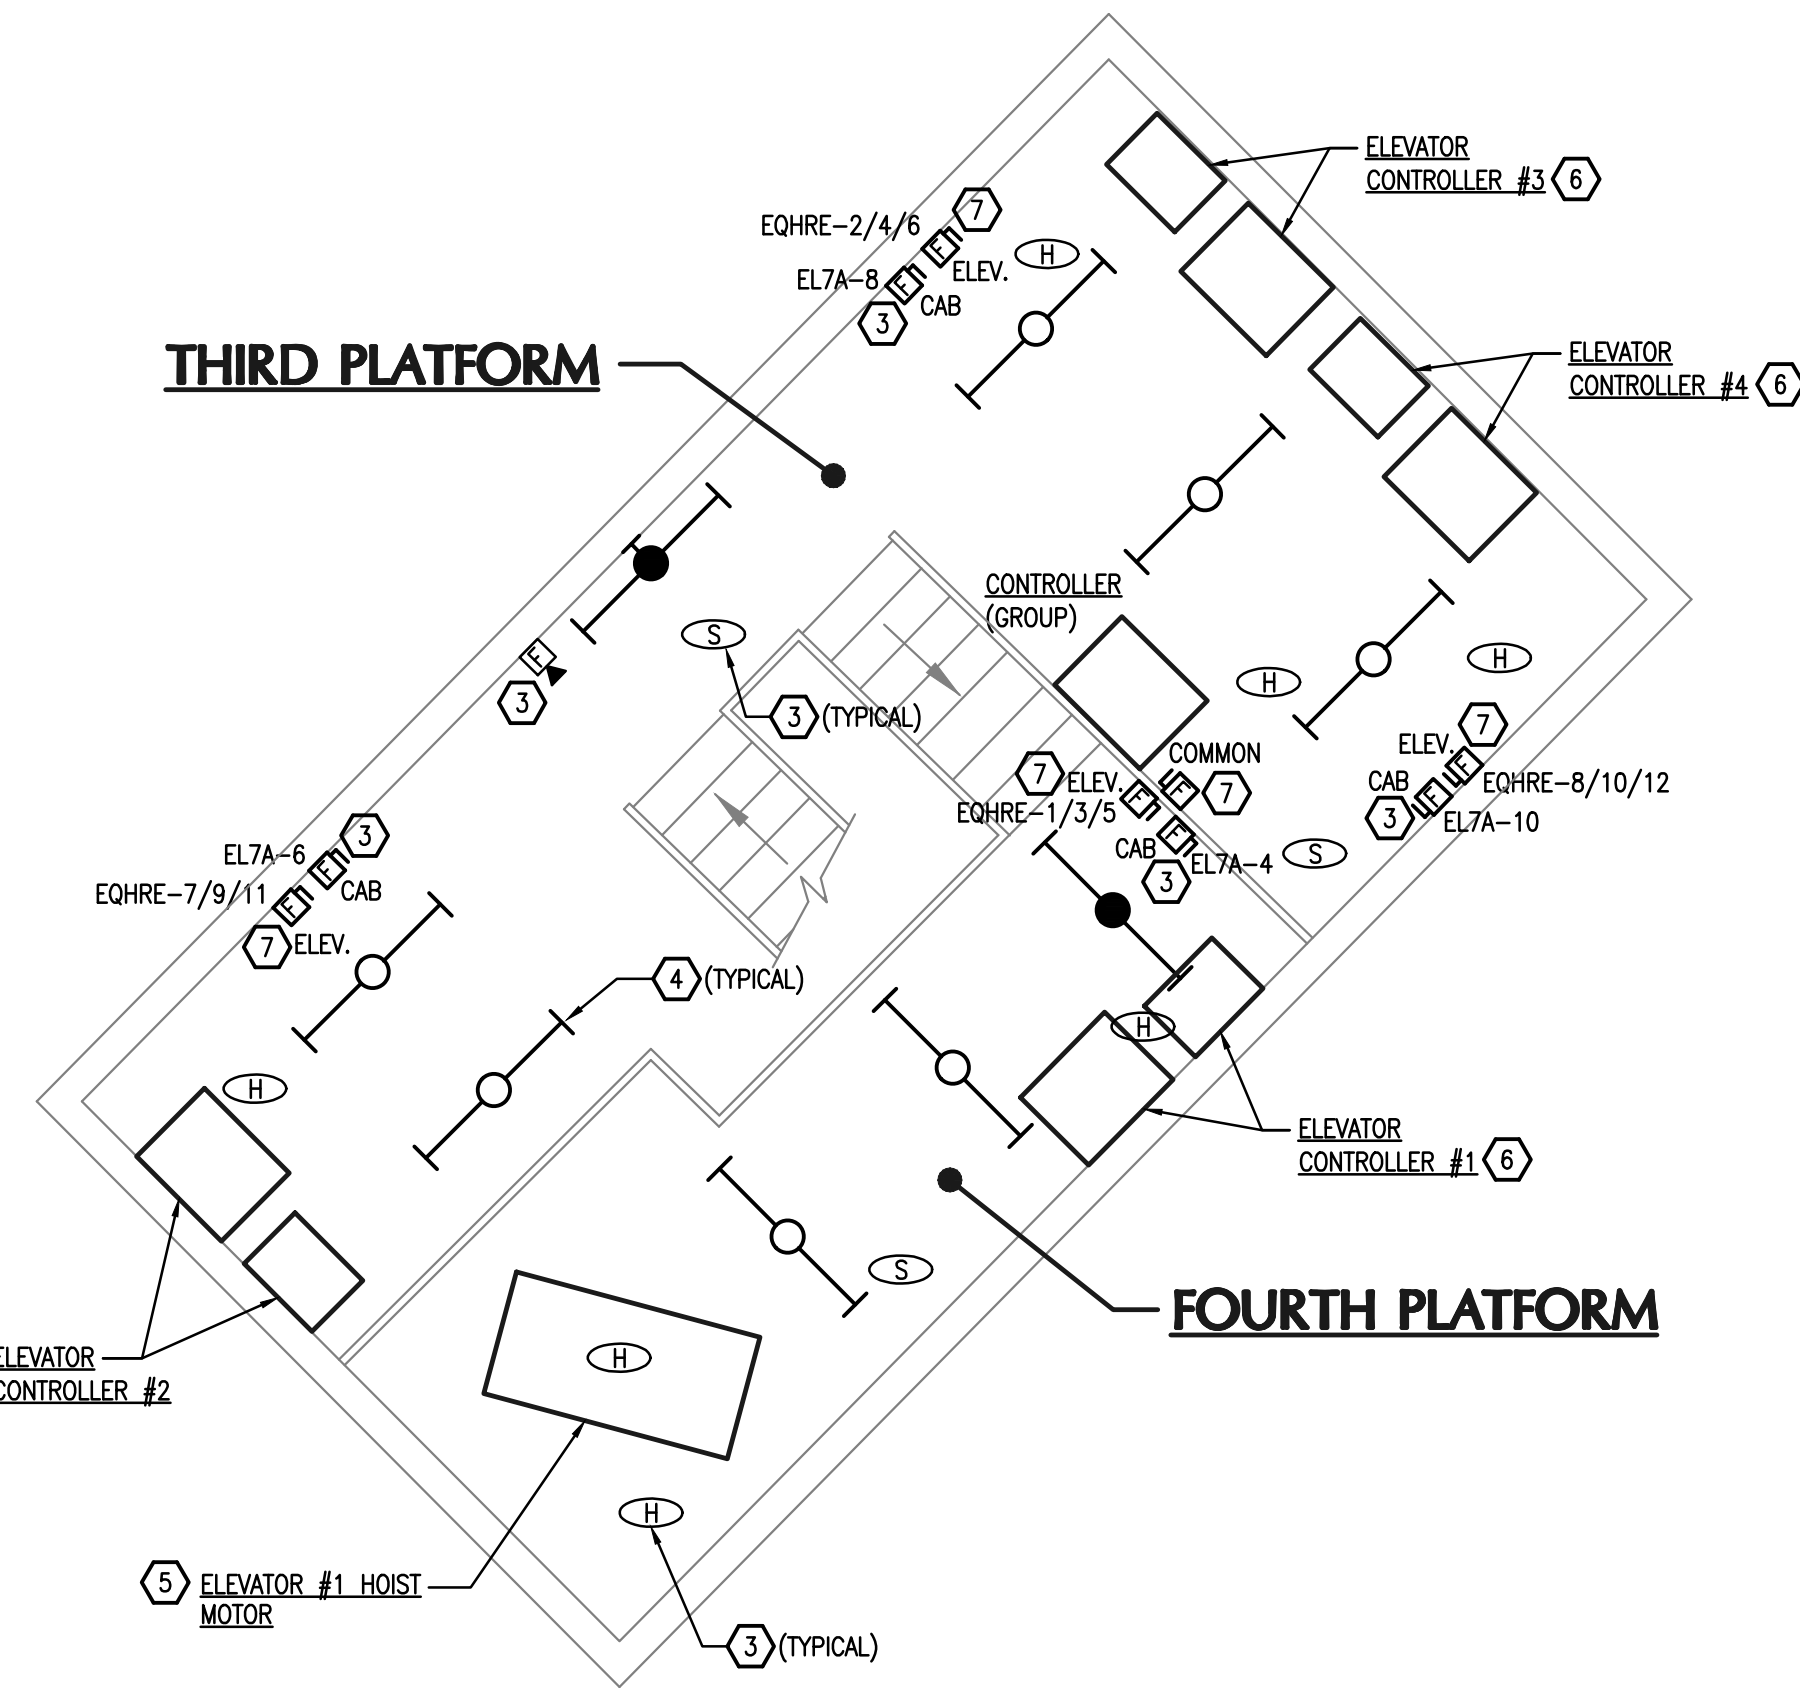 ELEVATOR
CONTROLLER #3 6
7
EQHRE-2/4/6
F
H
ELEV.
EL7A-8
F
CAB
3
THIRD PLATFORM
ELEVATOR
CONTROLLER #4 6
CONTROLLER
(GROUP)
S
F
3
3 (TYPICAL)
H
H
7
ELEV.
F
EQHRE-8/10/12
CAB
F
3
EL7A-10
COMMON
F
7
7
ELEV.
F
EQHRE-1/3/5
F
CAB
EL7A-4
3
S
3
EL7A-6
F
CAB
EQHRE-7/9/11
F
7
ELEV.
4 (TYPICAL)
H
H
ELEVATOR
CONTROLLER #1 6
S
FOURTH PLATFORM
ELEVATOR
CONTROLLER #2
H
H
5
ELEVATOR #1 HOIST
MOTOR
3 (TYPICAL)